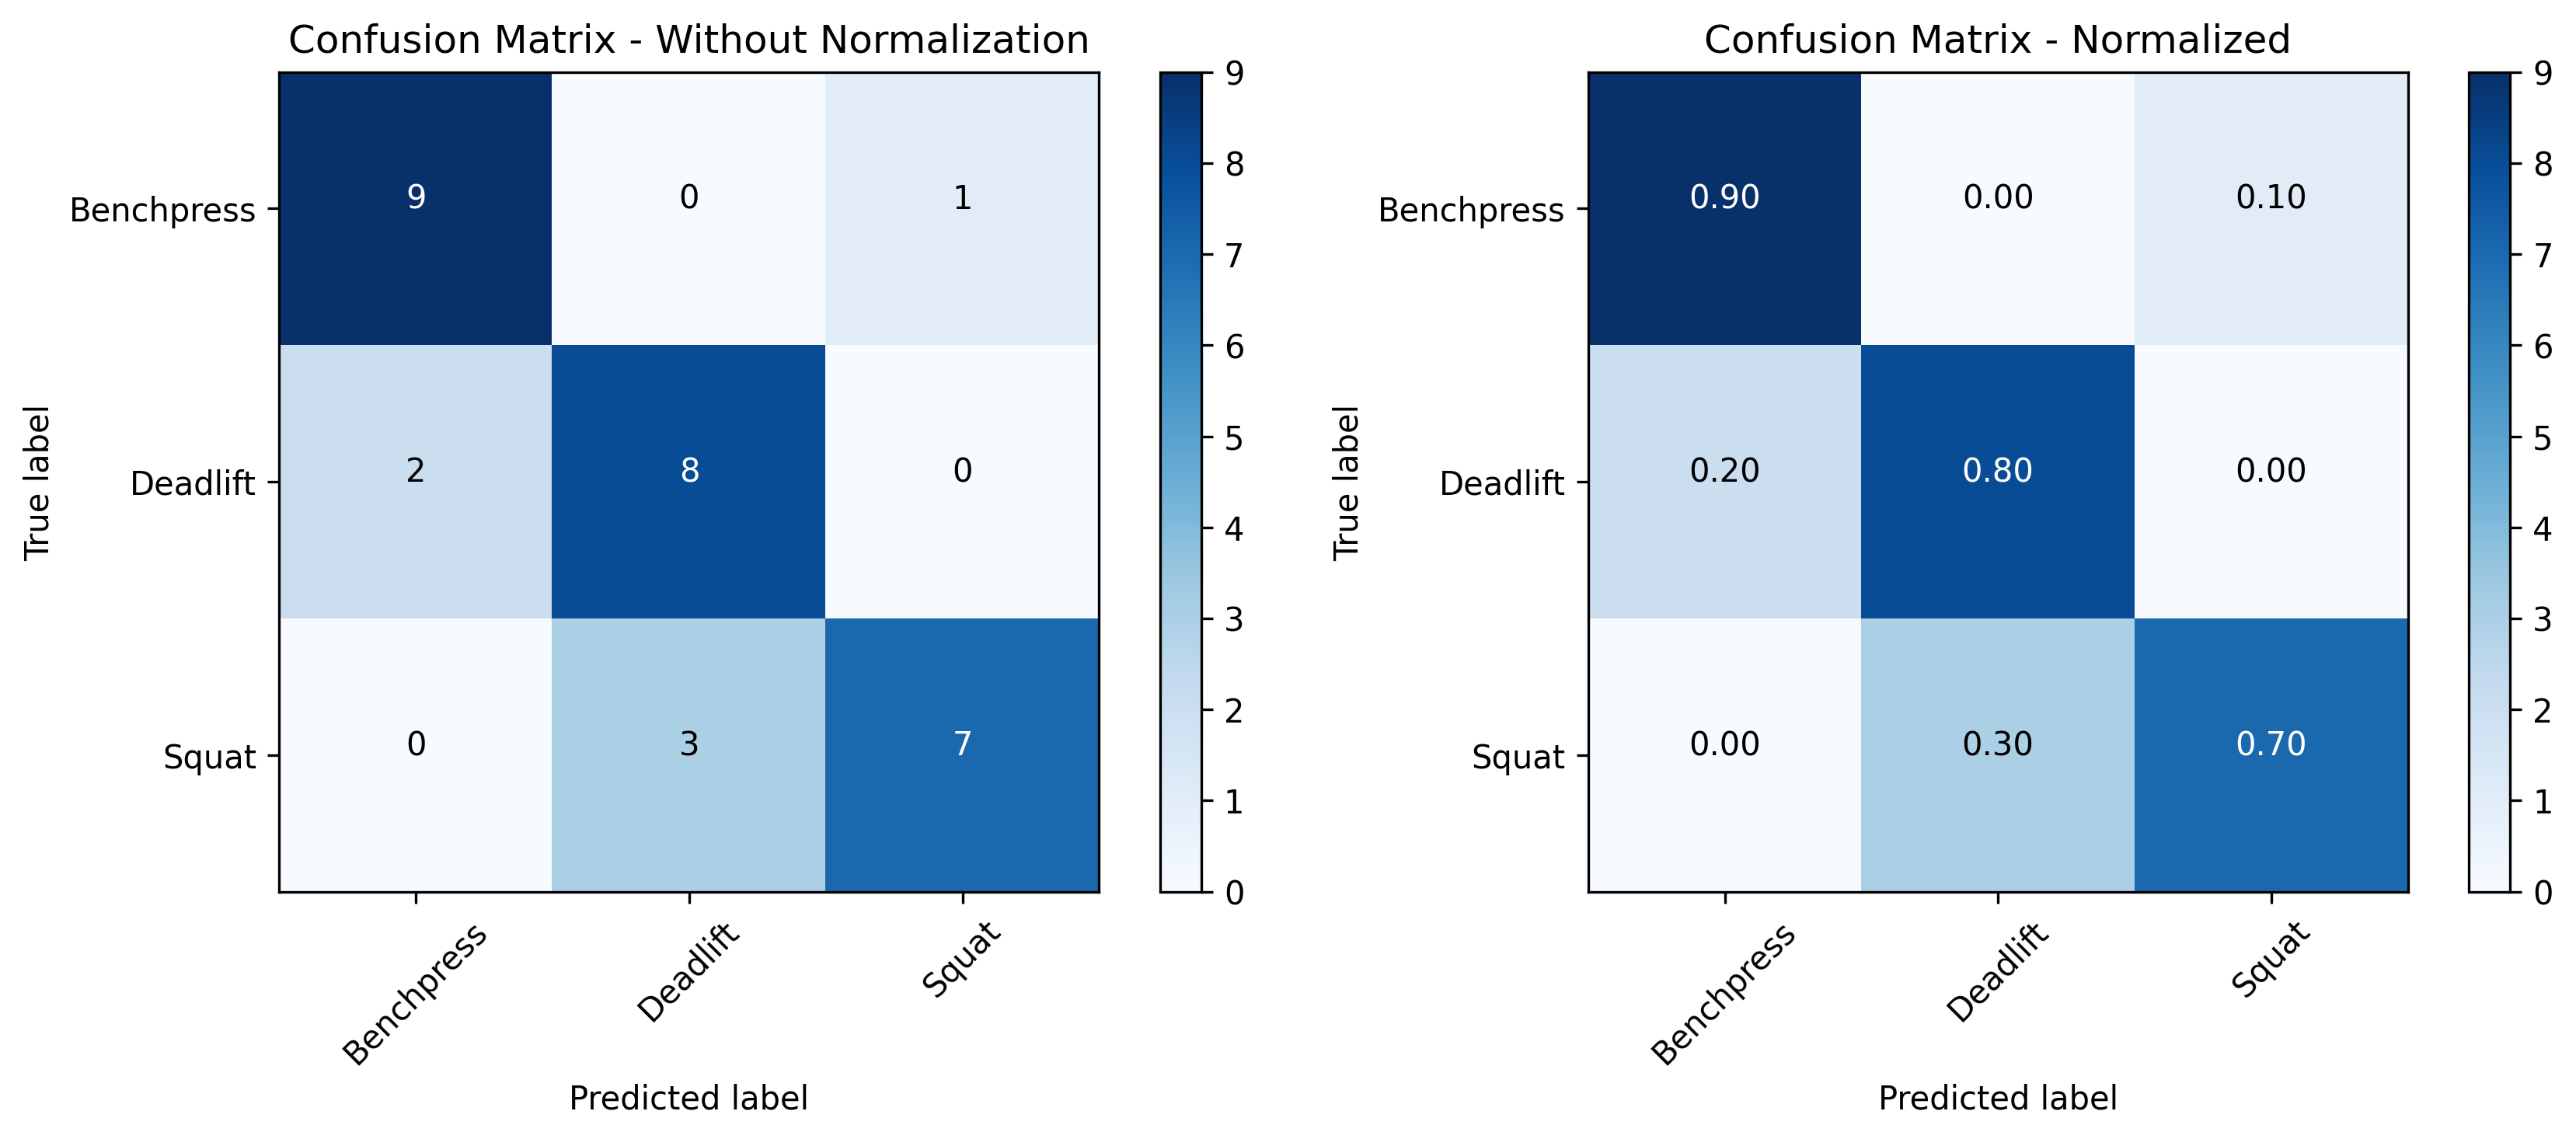 Confusion Matrix - Without Normalization
True label
Benchpress
Deadlift
Squat
9 0 1
2 8 0
0 3 7
9
8
7
6
5
4
3
2
1
0
Benchpress
Deadlift
Squat
Predicted label
Confusion Matrix - Normalized
True label
Benchpress
Deadlift
Squat
0.90 0.00 0.10
0.20 0.80 0.00
0.00 0.30 0.70
9
8
7
6
5
4
3
2
1
0
Benchpress
Deadlift
Squat
Predicted label